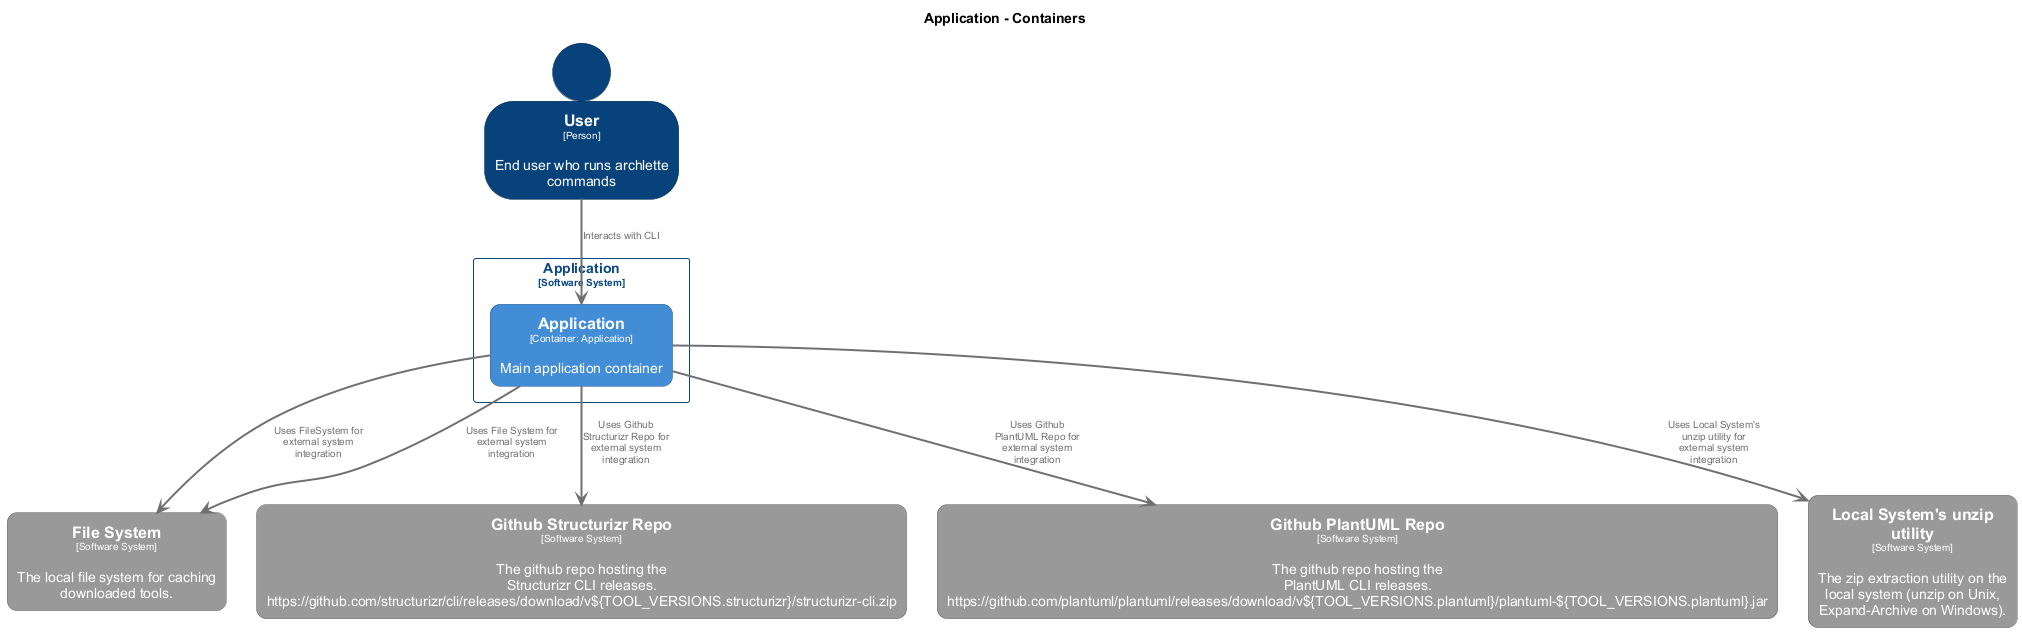 Application - Containers
User
[Person]
End user who runs archlette
commands
Interacts with CLI
Application
[Software System]
Application
[Container: Application]
Main application container
Uses FileSystem for
external system
integration
Uses File System for
external system
integration
Uses Github
Structurizr Repo for
external system
integration
Uses Github
PlantUML Repo for
external system
integration
Uses Local System's
unzip utility for
external system
integration
File System
[Software System]
The local file system for caching
downloaded tools.
Github Structurizr Repo
[Software System]
The github repo hosting the
Structurizr CLI releases.
https://github.com/structurizr/cli/releases/download/v${TOOL_VERSIONS.structurizr}/structurizr-cli.zip
Github PlantUML Repo
[Software System]
The github repo hosting the
PlantUML CLI releases.
https://github.com/plantuml/plantuml/releases/download/v${TOOL_VERSIONS.plantuml}/plantuml-${TOOL_VERSIONS.plantuml}.jar
Local System's unzip
utility
[Software System]
The zip extraction utility on the
local system (unzip on Unix,
Expand-Archive on Windows).